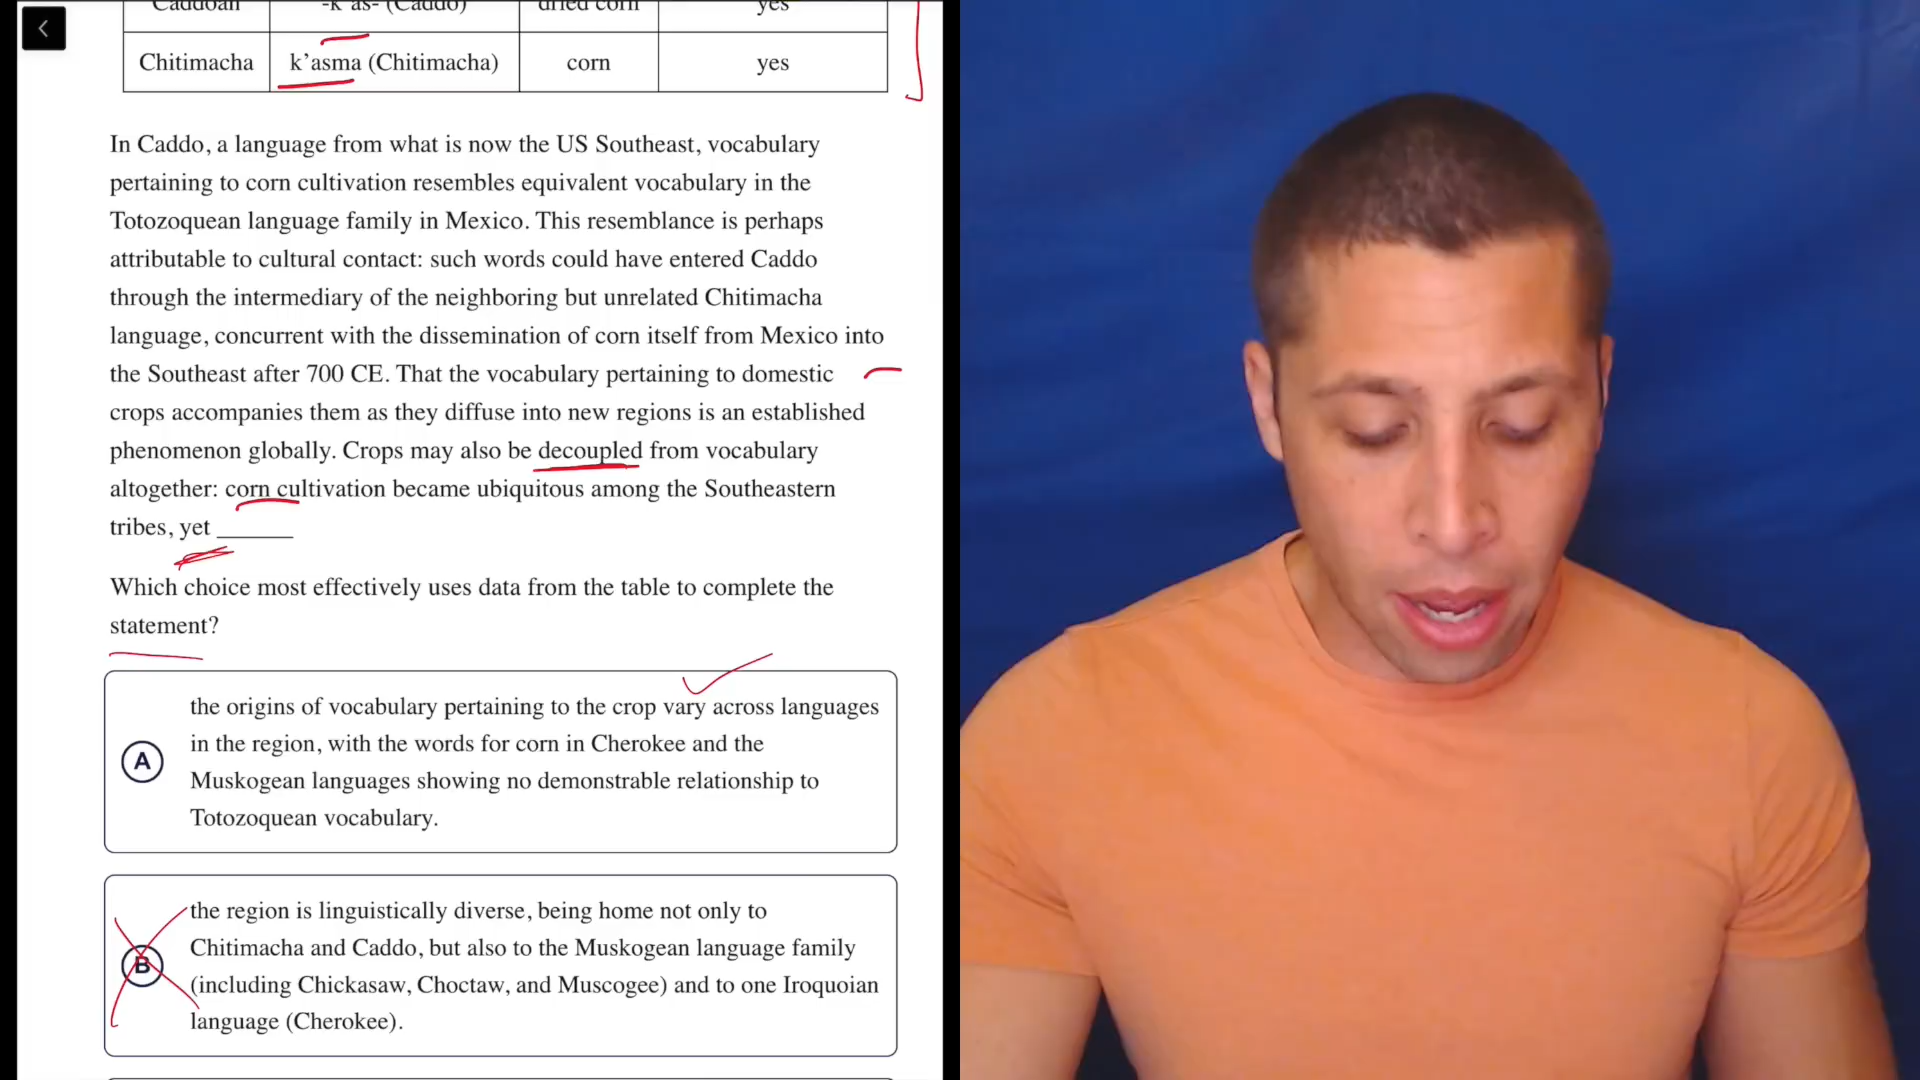 Caddoan -k'as- (Caddo) dried corn yes
Chitimacha k’asma (Chitimacha) corn yes
In Caddo, a language from what is now the US Southeast, vocabulary
pertaining to corn cultivation resembles equivalent vocabulary in the
Totozoquean language family in Mexico. This resemblance is perhaps
attributable to cultural contact: such words could have entered Caddo
through the intermediary of the neighboring but unrelated Chitimacha
language, concurrent with the dissemination of corn itself from Mexico into
the Southeast after 700 CE. That the vocabulary pertaining to domestic
crops accompanies them as they diffuse into new regions is an established
phenomenon globally. Crops may also be decoupled from vocabulary
altogether: corn cultivation became ubiquitous among the Southeastern
tribes, yet ______
Which choice most effectively uses data from the table to complete the
statement?
A
the origins of vocabulary pertaining to the crop vary across languages
in the region, with the words for corn in Cherokee and the
Muskogean languages showing no demonstrable relationship to
Totozoquean vocabulary.
B
the region is linguistically diverse, being home not only to
Chitimacha and Caddo, but also to the Muskogean language family
(including Chickasaw, Choctaw, and Muscogee) and to one Iroquoian
language (Cherokee).